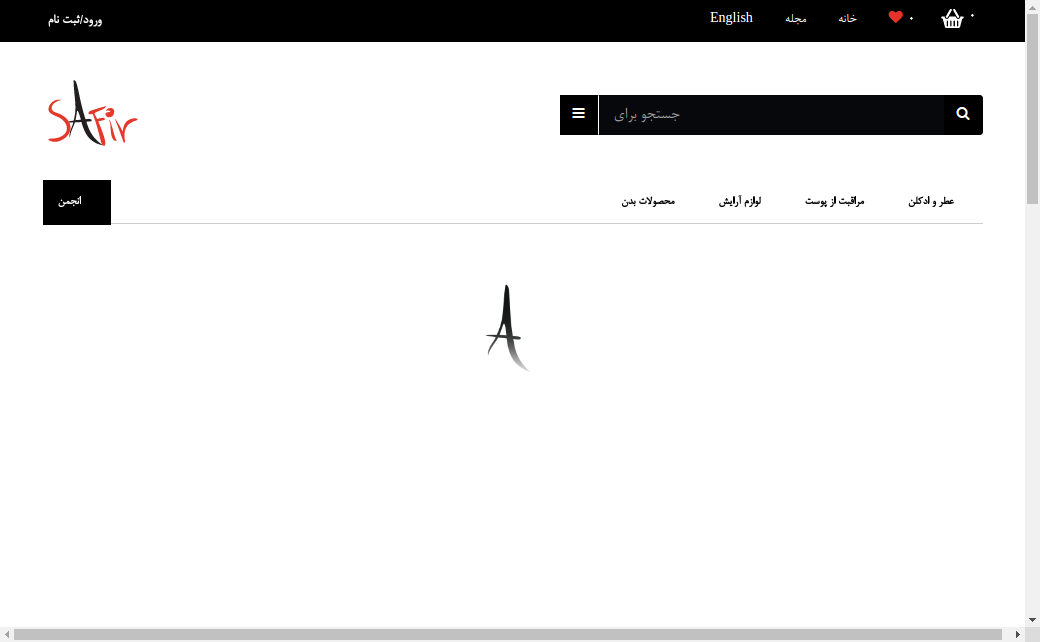 ۰ ۰ خانه مجله English ورود/ثبت نام
SAFir
جستجو برای
عطر و ادکلن مراقبت از پوست لوازم آرایش محصولات بدن انجمن
A